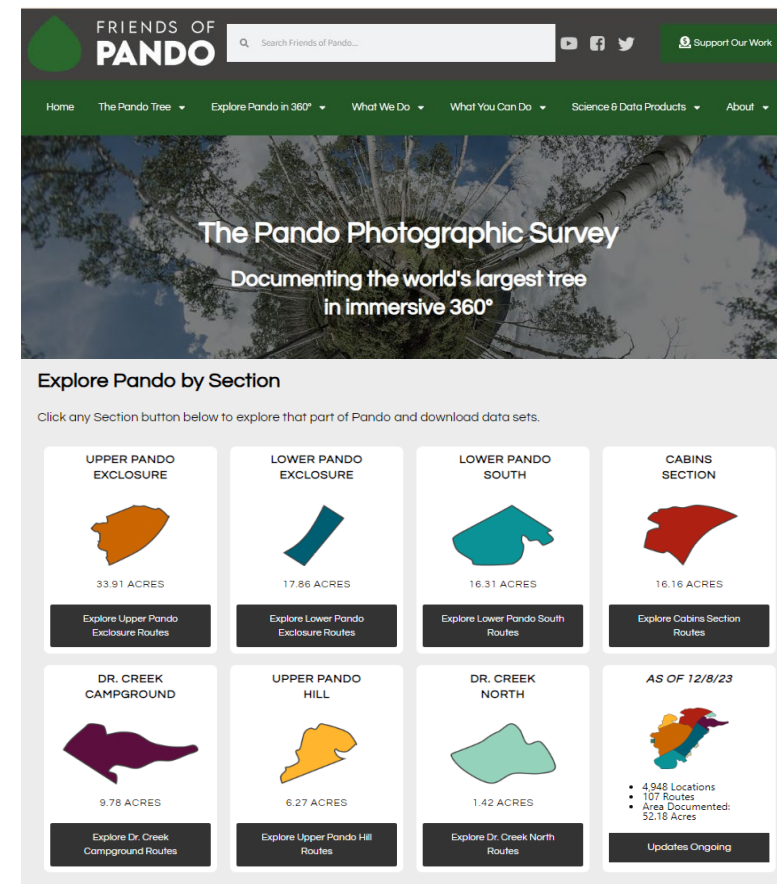 FRIENDS OF
PANDO
Search Friends of Pando...
Support Our Work
Home The Pando Tree Explore Pando in 360° What We Do What You Can Do Science & Data Products About
The Pando Photographic Survey
Documenting the world's largest tree
in immersive 360°
Explore Pando by Section
Click any Section button below to explore that part of Pando and download data sets.
UPPER PANDO
EXCLOSURE
33.91 ACRES
Explore Upper Pando
Exclosure Routes
LOWER PANDO
EXCLOSURE
17.86 ACRES
Explore Lower Pando
Exclosure Routes
LOWER PANDO
SOUTH
16.31 ACRES
Explore Lower Pando South
Routes
CABINS
SECTION
16.16 ACRES
Explore Cabins Section
Routes
DR. CREEK
CAMPGROUND
9.78 ACRES
Explore Dr. Creek
Campground Routes
UPPER PANDO
HILL
6.27 ACRES
Explore Upper Pando Hill
Routes
DR. CREEK
NORTH
1.42 ACRES
Explore Dr. Creek North
Routes
AS OF 12/8/23
• 4,948 Locations
• 107 Routes
• Area Documented:
52.18 Acres
Updates Ongoing